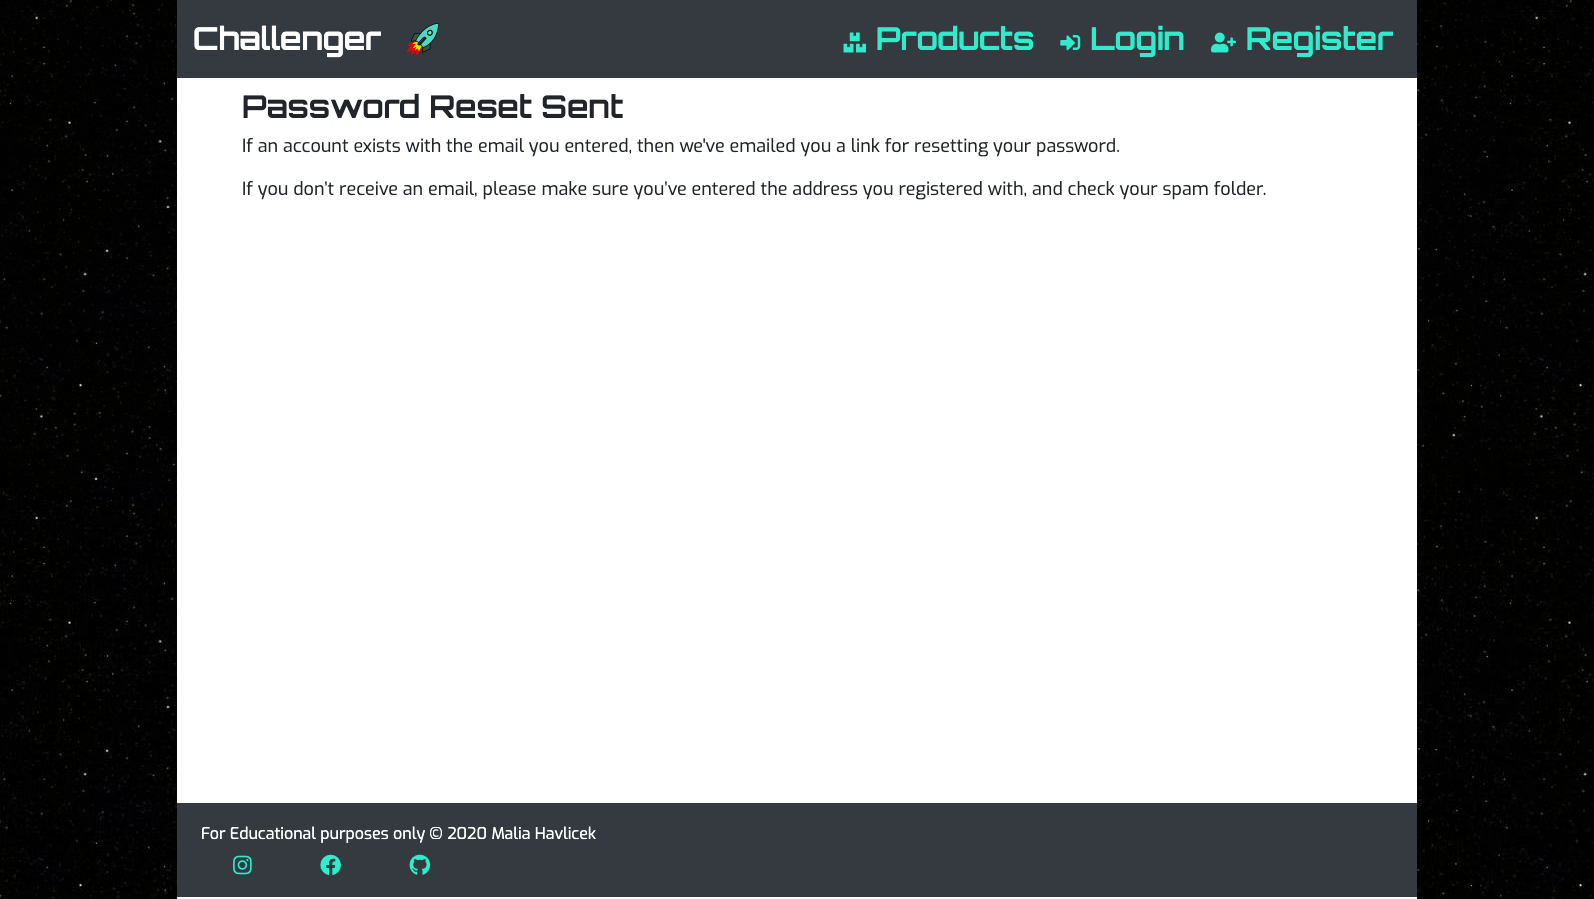 Challenger
Products Login Register
Password Reset Sent
If an account exists with the email you entered, then we've emailed you a link for resetting your password.
If you don't receive an email, please make sure you've entered the address you registered with, and check your spam folder.
For Educational purposes only © 2020 Malia Havlicek